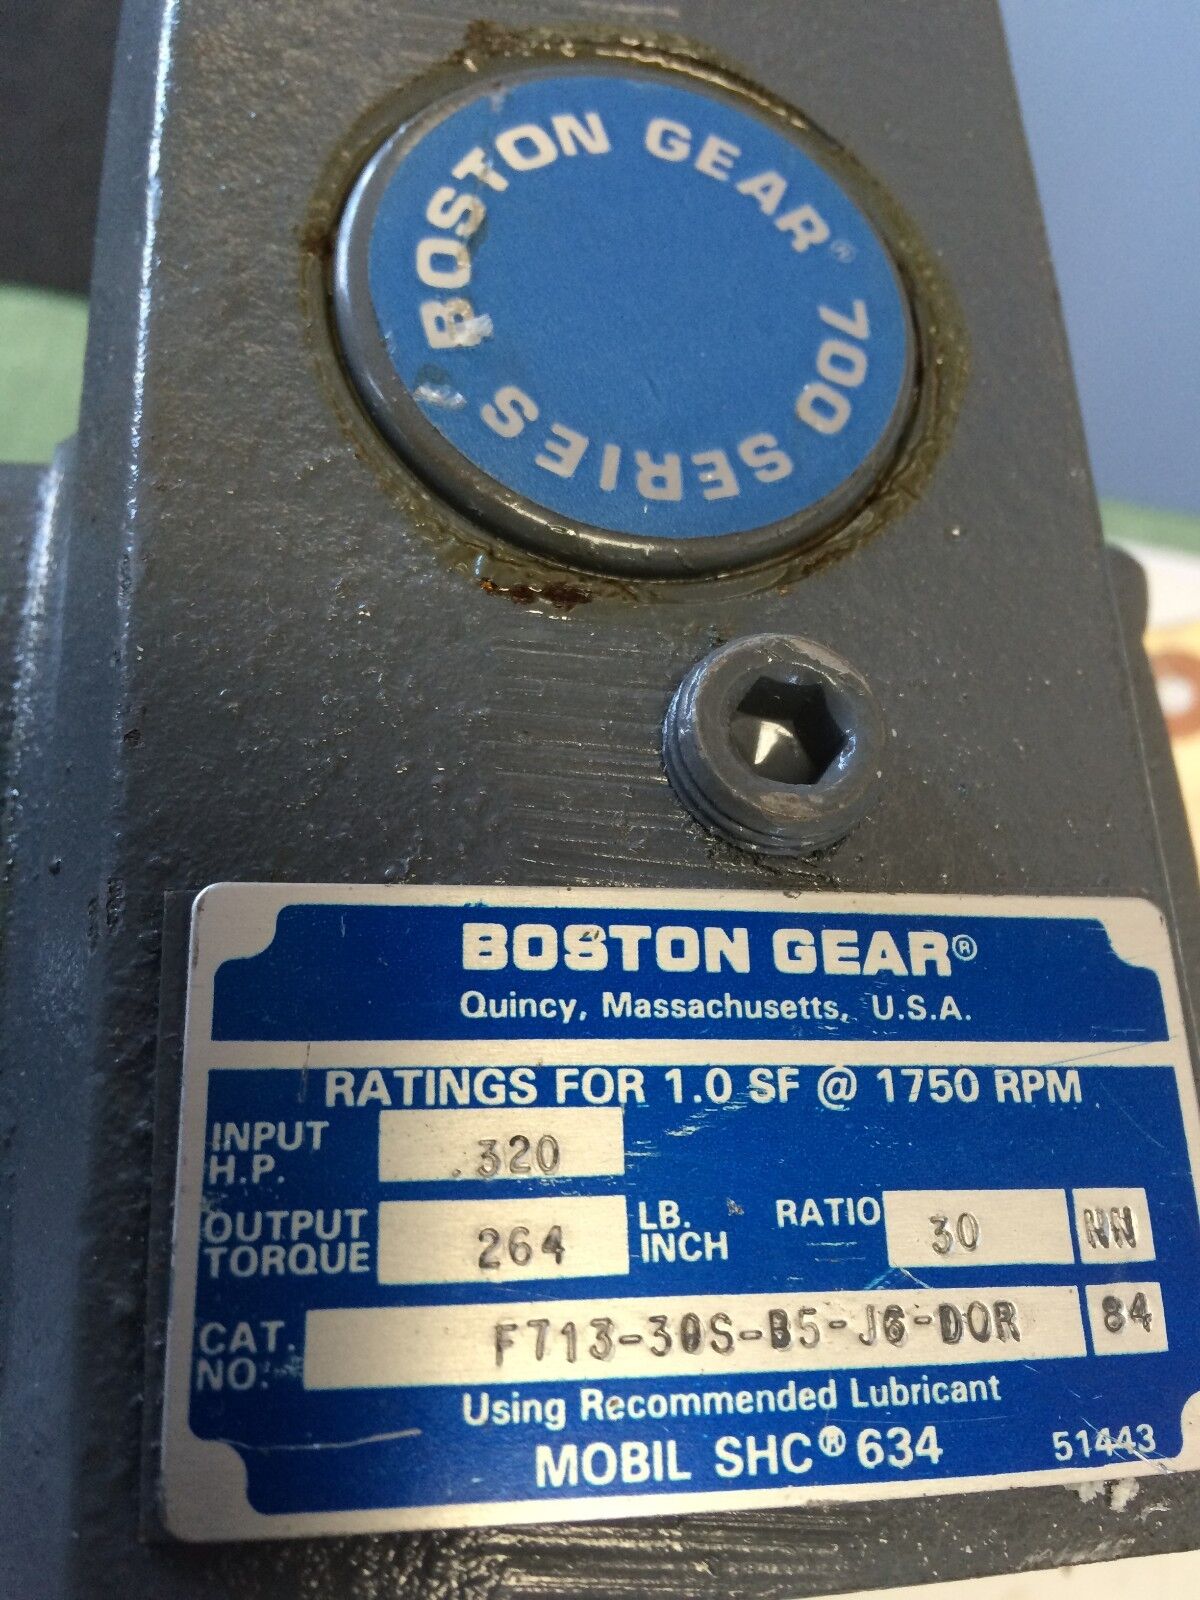 BOSTON GEAR® 700 SERIES
BOSTON GEAR®
Quincy, Massachusetts, U.S.A.
RATINGS FOR 1.0 SF @ 1750 RPM
INPUT H.P. .320
OUTPUT TORQUE 264 LB. INCH RATIO 30 NN
CAT. NO. F713-30S-B5-J6-DOR 84
Using Recommended Lubricant
MOBIL SHC® 634 51443